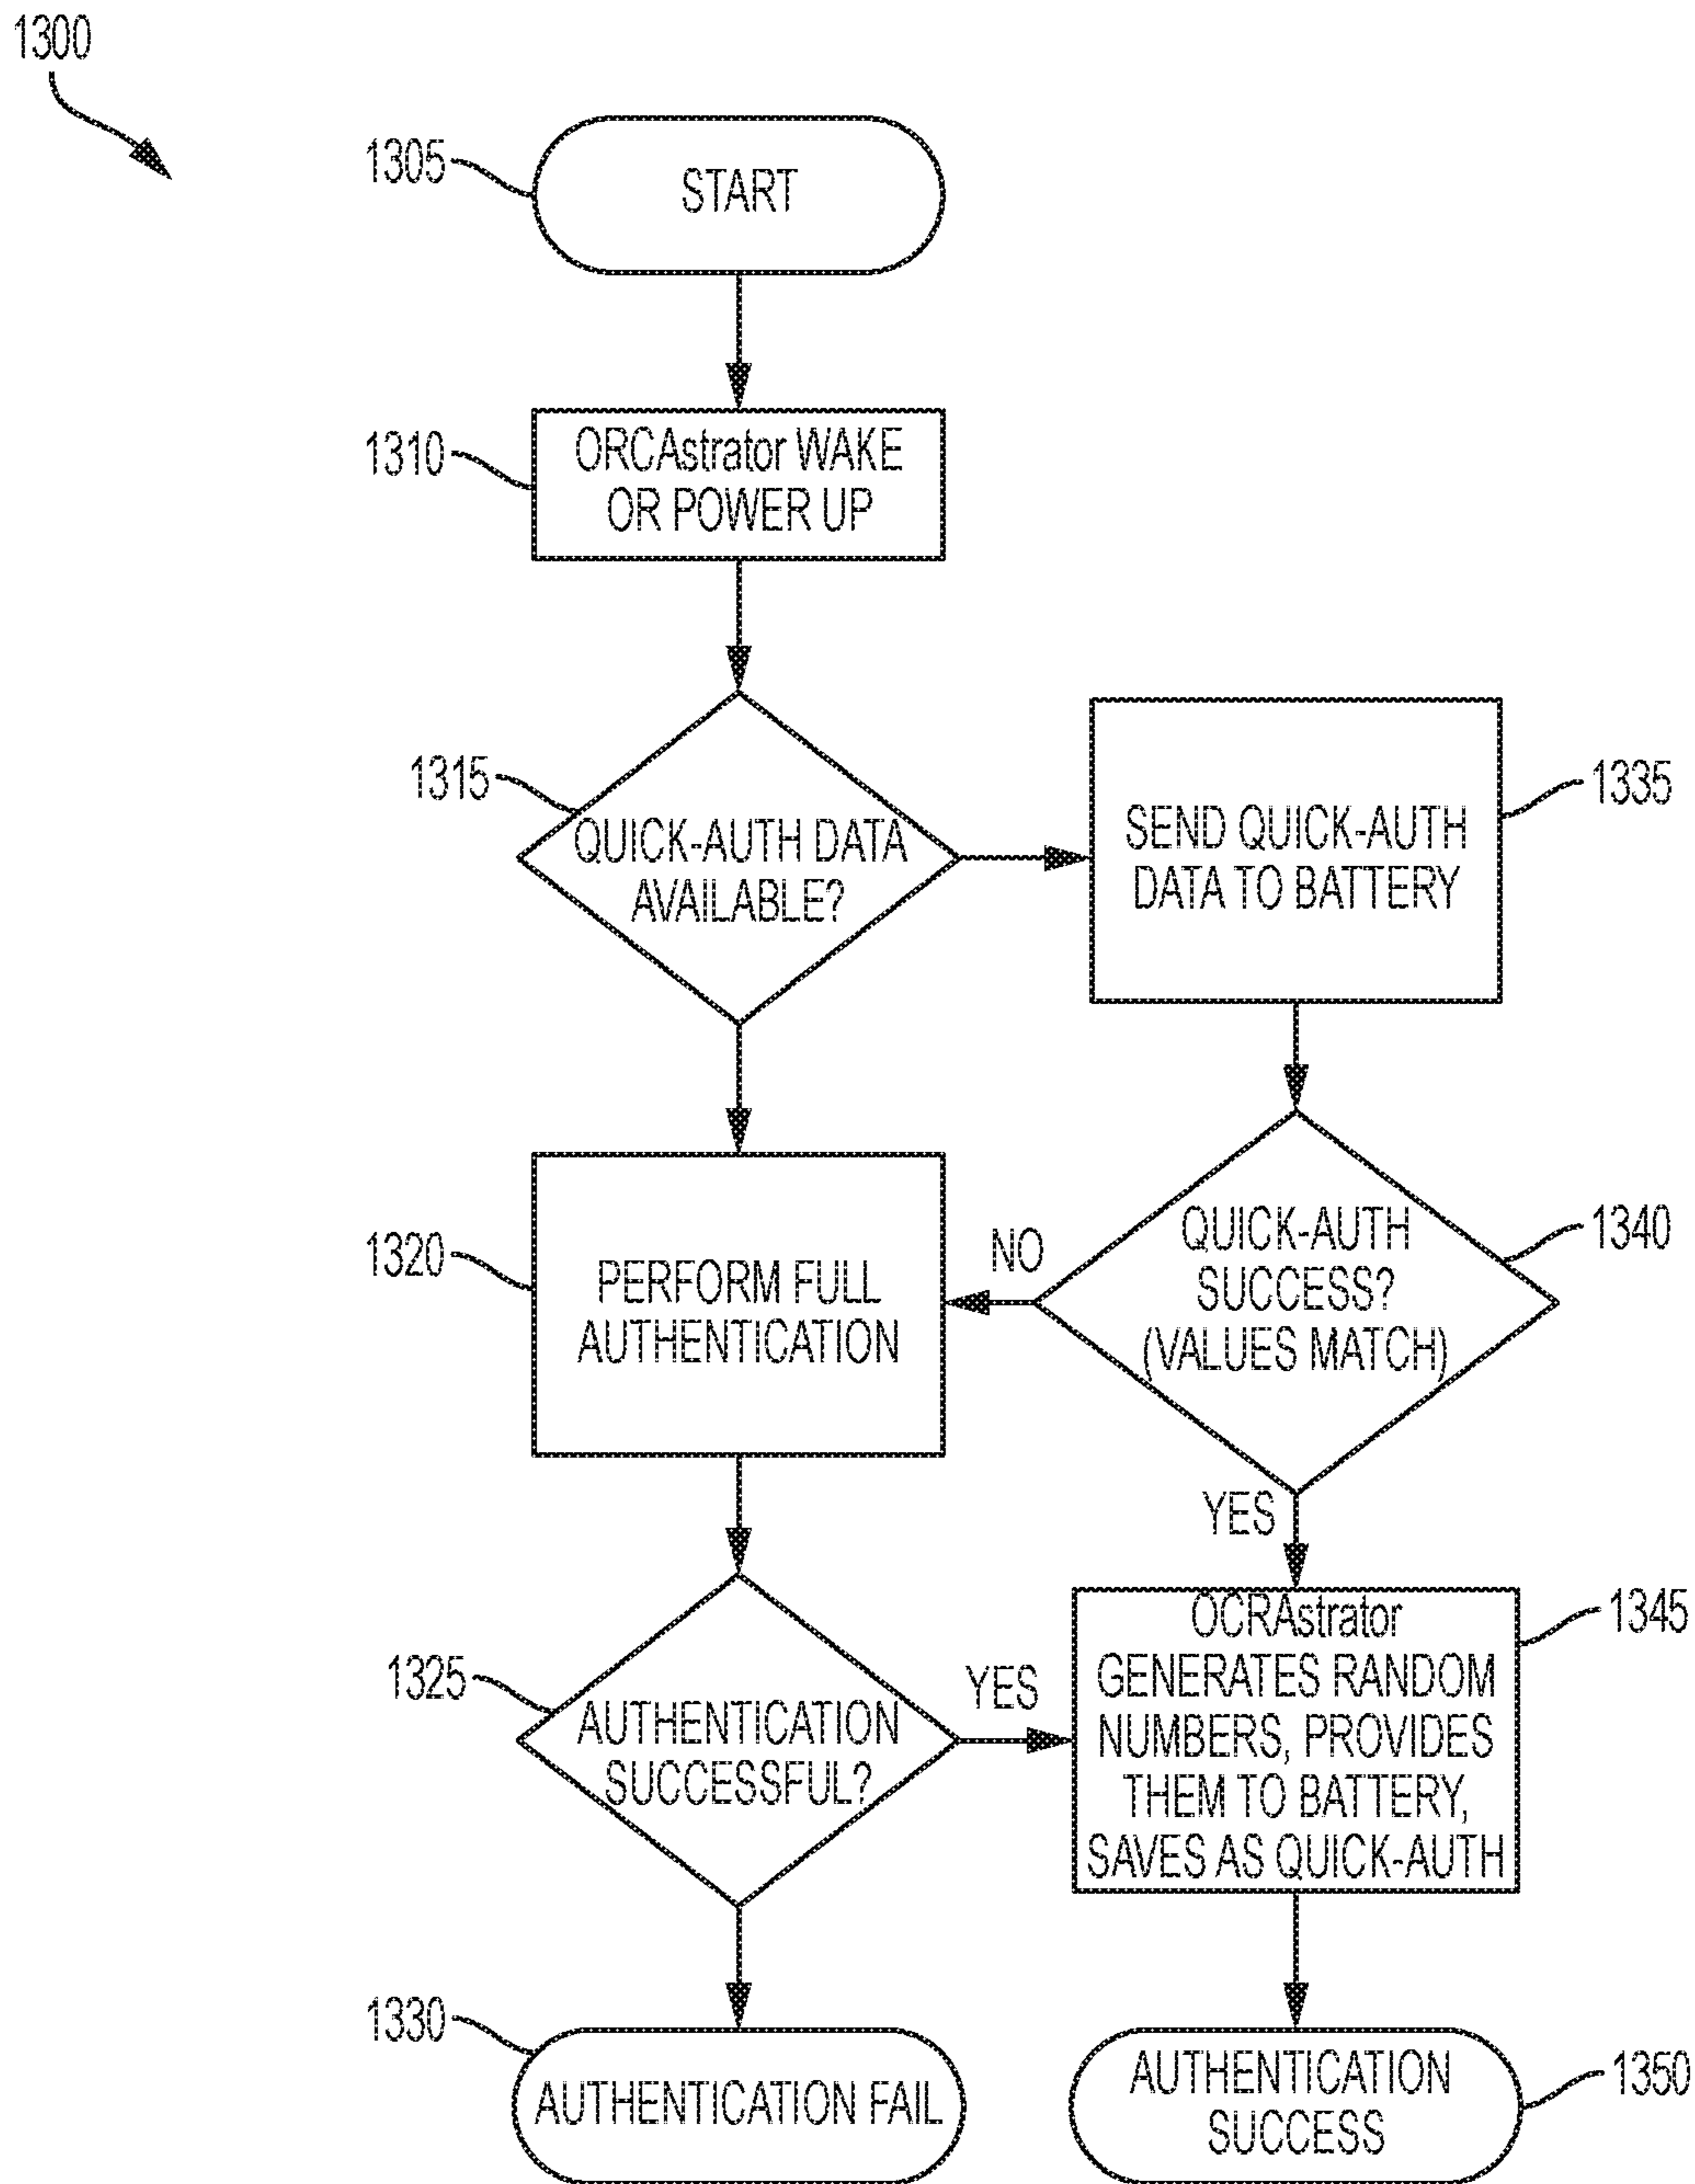 1300
1305
START
1310
ORCAstrator WAKE
OR POWER UP
1315
QUICK-AUTH DATA
AVAILABLE?
1335
SEND QUICK-AUTH
DATA TO BATTERY
1320
PERFORM FULL
AUTHENTICATION
NO
1340
QUICK-AUTH
SUCCESS?
(VALUES MATCH)
YES
1325
AUTHENTICATION
SUCCESSFUL?
YES
1345
OCRAstrator
GENERATES RANDOM
NUMBERS, PROVIDES
THEM TO BATTERY,
SAVES AS QUICK-AUTH
1330
AUTHENTICATION FAIL
1350
AUTHENTICATION
SUCCESS